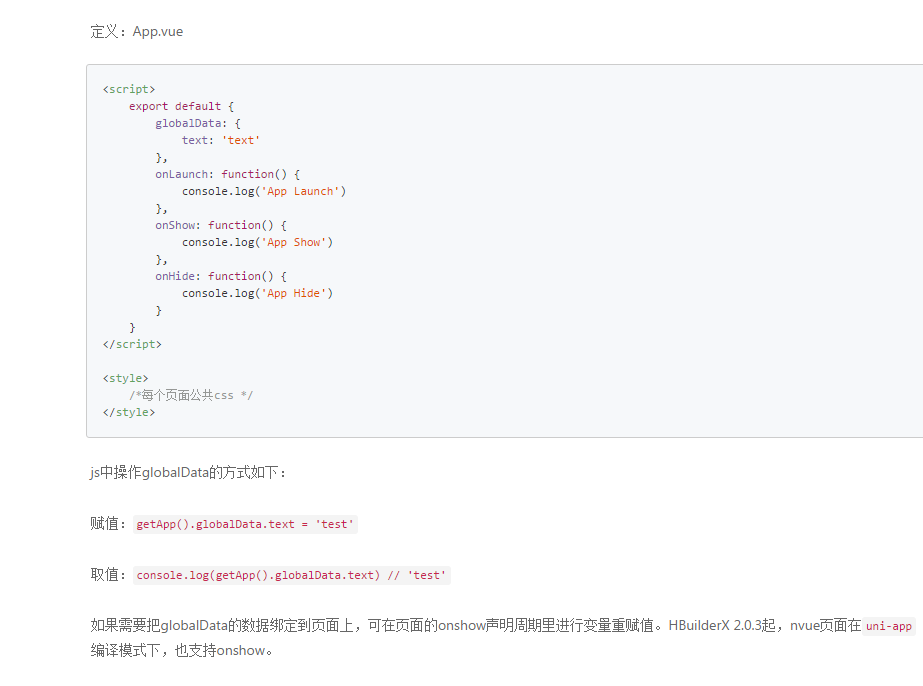 定义：App.vue
<script>
    export default {
        globalData: {
            text: 'text'
        },
        onLaunch: function() {
            console.log('App Launch')
        },
        onShow: function() {
            console.log('App Show')
        },
        onHide: function() {
            console.log('App Hide')
        }
    }
</script>
<style>
    /*每个页面公共css */
</style>
js中操作globalData的方式如下：
赋值：getApp().globalData.text = 'test'
取值：console.log(getApp().globalData.text) // 'test'
如果需要把globalData的数据绑定到页面上，可在页面的onshow声明周期里进行变量重赋值。HBuilderX 2.0.3起，nvue页面在 uni-app
编译模式下，也支持onshow。